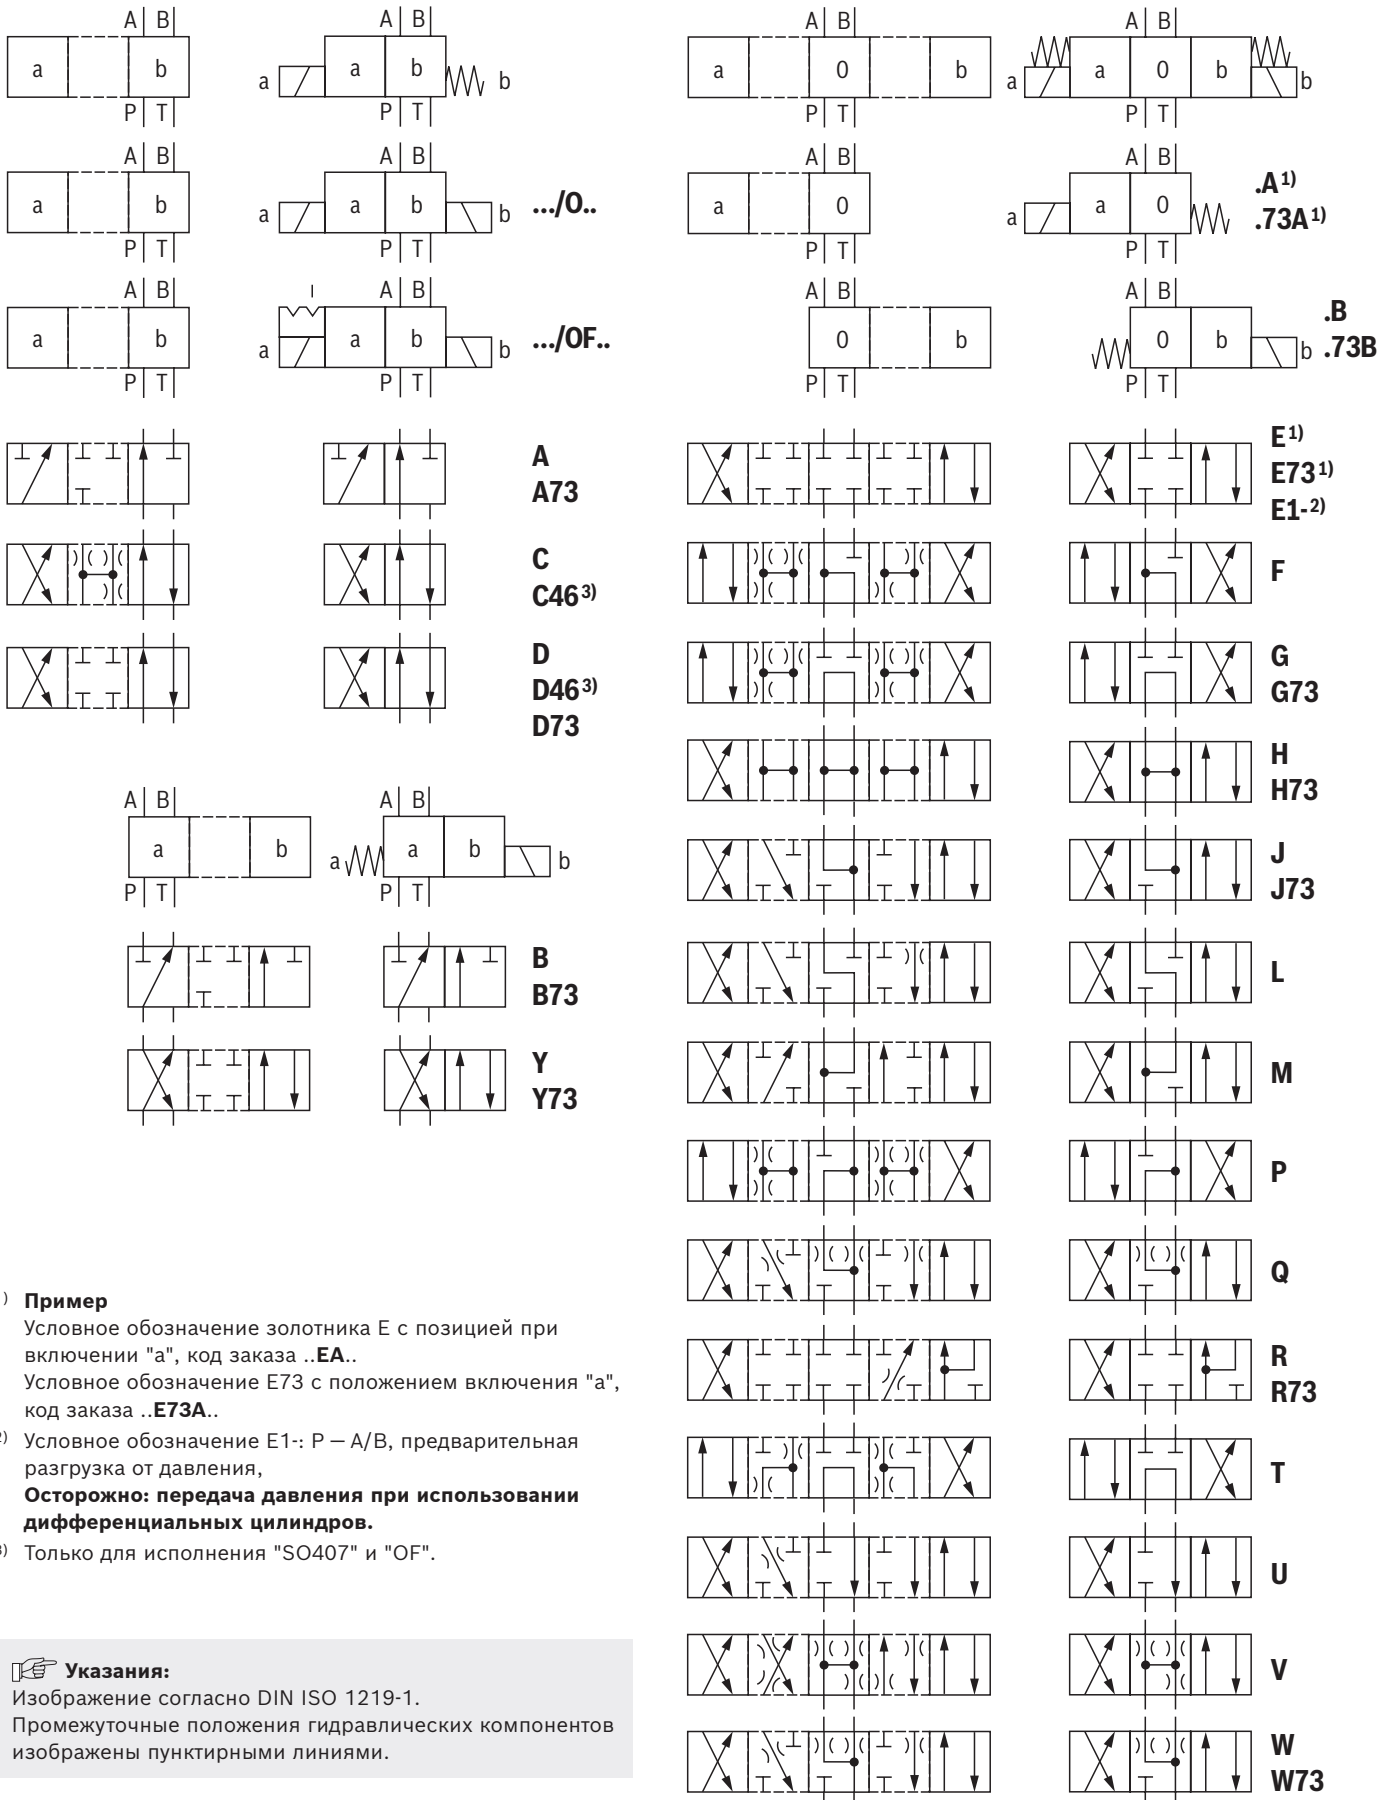 A B
a b
P T
A B
a a b b
P T
A B
a b
P T
A B
a a b b
P T
.../O..
A B
a b
P T
A B
a a b b
P T
.../OF..
A
A73
C
C46 3)
D
D46 3)
D73
A B
a b
P T
A B
a a b b
P T
B
B73
Y
Y73
) Пример
Условное обозначение золотника E с позицией при
включении "a", код заказа ..EA..
Условное обозначение E73 с положением включения "a",
код заказа ..E73A..
2) Условное обозначение E1-: P — A/B, предварительная
разгрузка от давления,
Осторожно: передача давления при использовании
дифференциальных цилиндров.
3) Только для исполнения "SO407" и "OF".
Указания:
Изображение согласно DIN ISO 1219-1.
Промежуточные положения гидравлических компонентов
изображены пунктирными линиями.
A B
a 0 b
P T
A B
a a 0 b b
P T
A B
a 0
P T
A B
a a 0
P T
.A 1)
.73A 1)
A B
0 b
P T
A B
0 b b
P T
.B
.73B
E 1)
E73 1)
E1- 2)
F
G
G73
H
H73
J
J73
L
M
P
Q
R
R73
T
U
V
W
W73